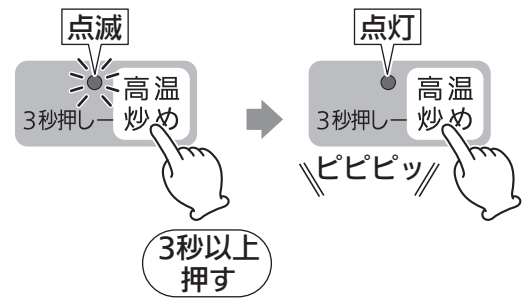 点滅
高温
3秒押し 炒め
3秒以上
押す
点灯
高温
3秒押し 炒め
ピピピッ